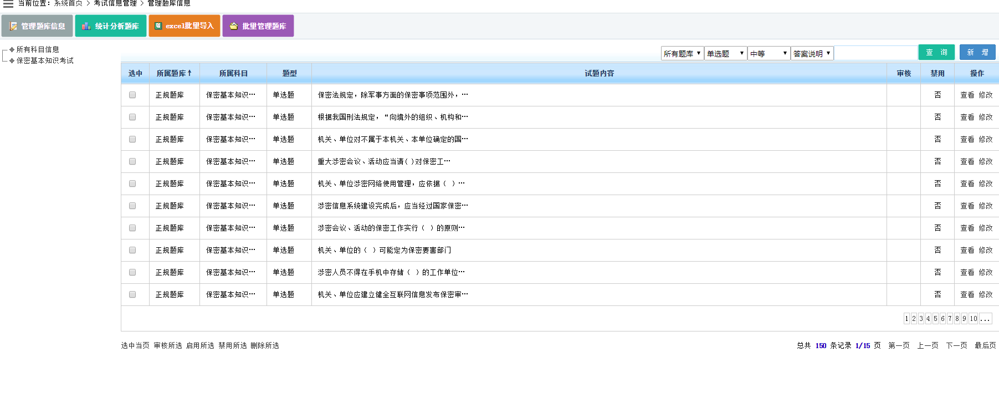 当前位置：系统首页 > 考试信息管理 > 管理题库信息
管理题库信息 统计分析题库 excel批量导入 批量管理题库
所有科目信息
保密基本知识考试
所有题库 单选题 中等 答案说明 查 询 新 增
选中 所属题库↑ 所属科目 题型 试题内容 审核 禁用 操作
正规题库 保密基本知识… 单选题 保密法规定，除军事方面的保密事项范围外，… 否 查看 修改
正规题库 保密基本知识… 单选题 根据我国刑法规定，“向境外的组织、机构和… 否 查看 修改
正规题库 保密基本知识… 单选题 机关、单位对不属于本机关、本单位确定的国… 否 查看 修改
正规题库 保密基本知识… 单选题 重大涉密会议、活动应当请( )对保密工… 否 查看 修改
正规题库 保密基本知识… 单选题 机关、单位涉密网络使用管理，应依据（ ）… 否 查看 修改
正规题库 保密基本知识… 单选题 涉密信息系统建设完成后，应当经过国家保密… 否 查看 修改
正规题库 保密基本知识… 单选题 涉密会议、活动的保密工作实行（ ）的原则… 否 查看 修改
正规题库 保密基本知识… 单选题 机关、单位的（ ）可能定为保密要害部门 否 查看 修改
正规题库 保密基本知识… 单选题 涉密人员不得在手机中存储（ ）的工作单位… 否 查看 修改
正规题库 保密基本知识… 单选题 机关、单位应建立健全互联网信息发布保密审… 否 查看 修改
1 2 3 4 5 6 7 8 9 10 ...
选中当页 审核所选 启用所选 禁用所选 删除所选 总共 150 条记录 1/15 页 第一页 上一页 下一页 最后页